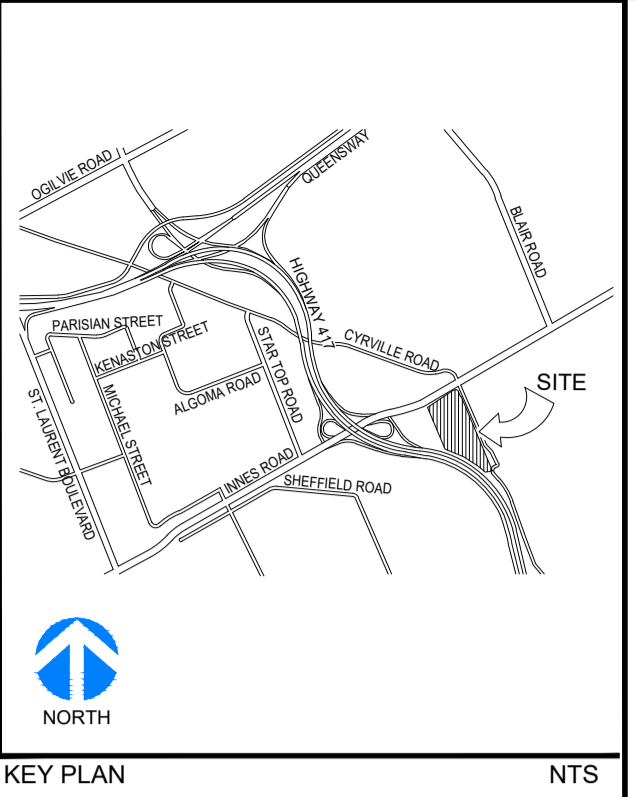 OGILVIE ROAD
QUEENSWAY
BLAIR ROAD
HIGHWAY 417
PARISIAN STREET
KENASTON STREET
STAR TOP ROAD
CYRVILLE ROAD
SITE
ALGOMA ROAD
MICHAEL STREET
ST. LAURENT BOULEVARD
INNES ROAD
SHEFFIELD ROAD
NORTH
KEY PLAN
NTS